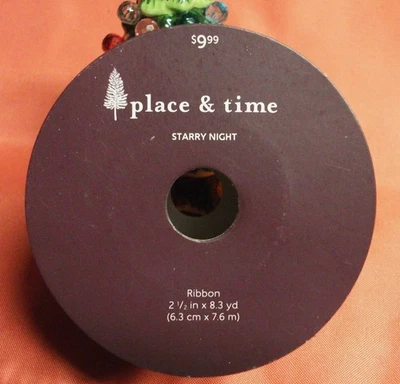 $9.99
place & time
STARRY NIGHT
Ribbon
2 1/2 in x 8.3 yd
(6.3 cm x 7.6 m)